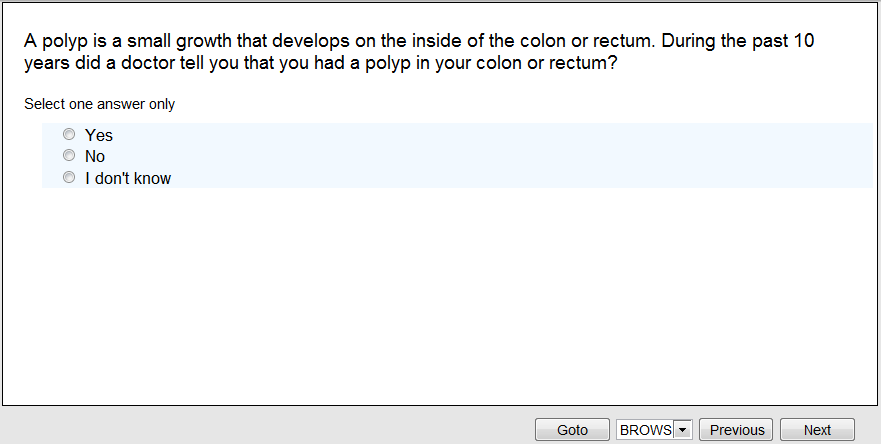 A polyp is a small growth that develops on the inside of the colon or rectum. During the past 10
years did a doctor tell you that you had a polyp in your colon or rectum?
Select one answer only
Yes
No
I don't know
Goto
BROWS
Previous
Next